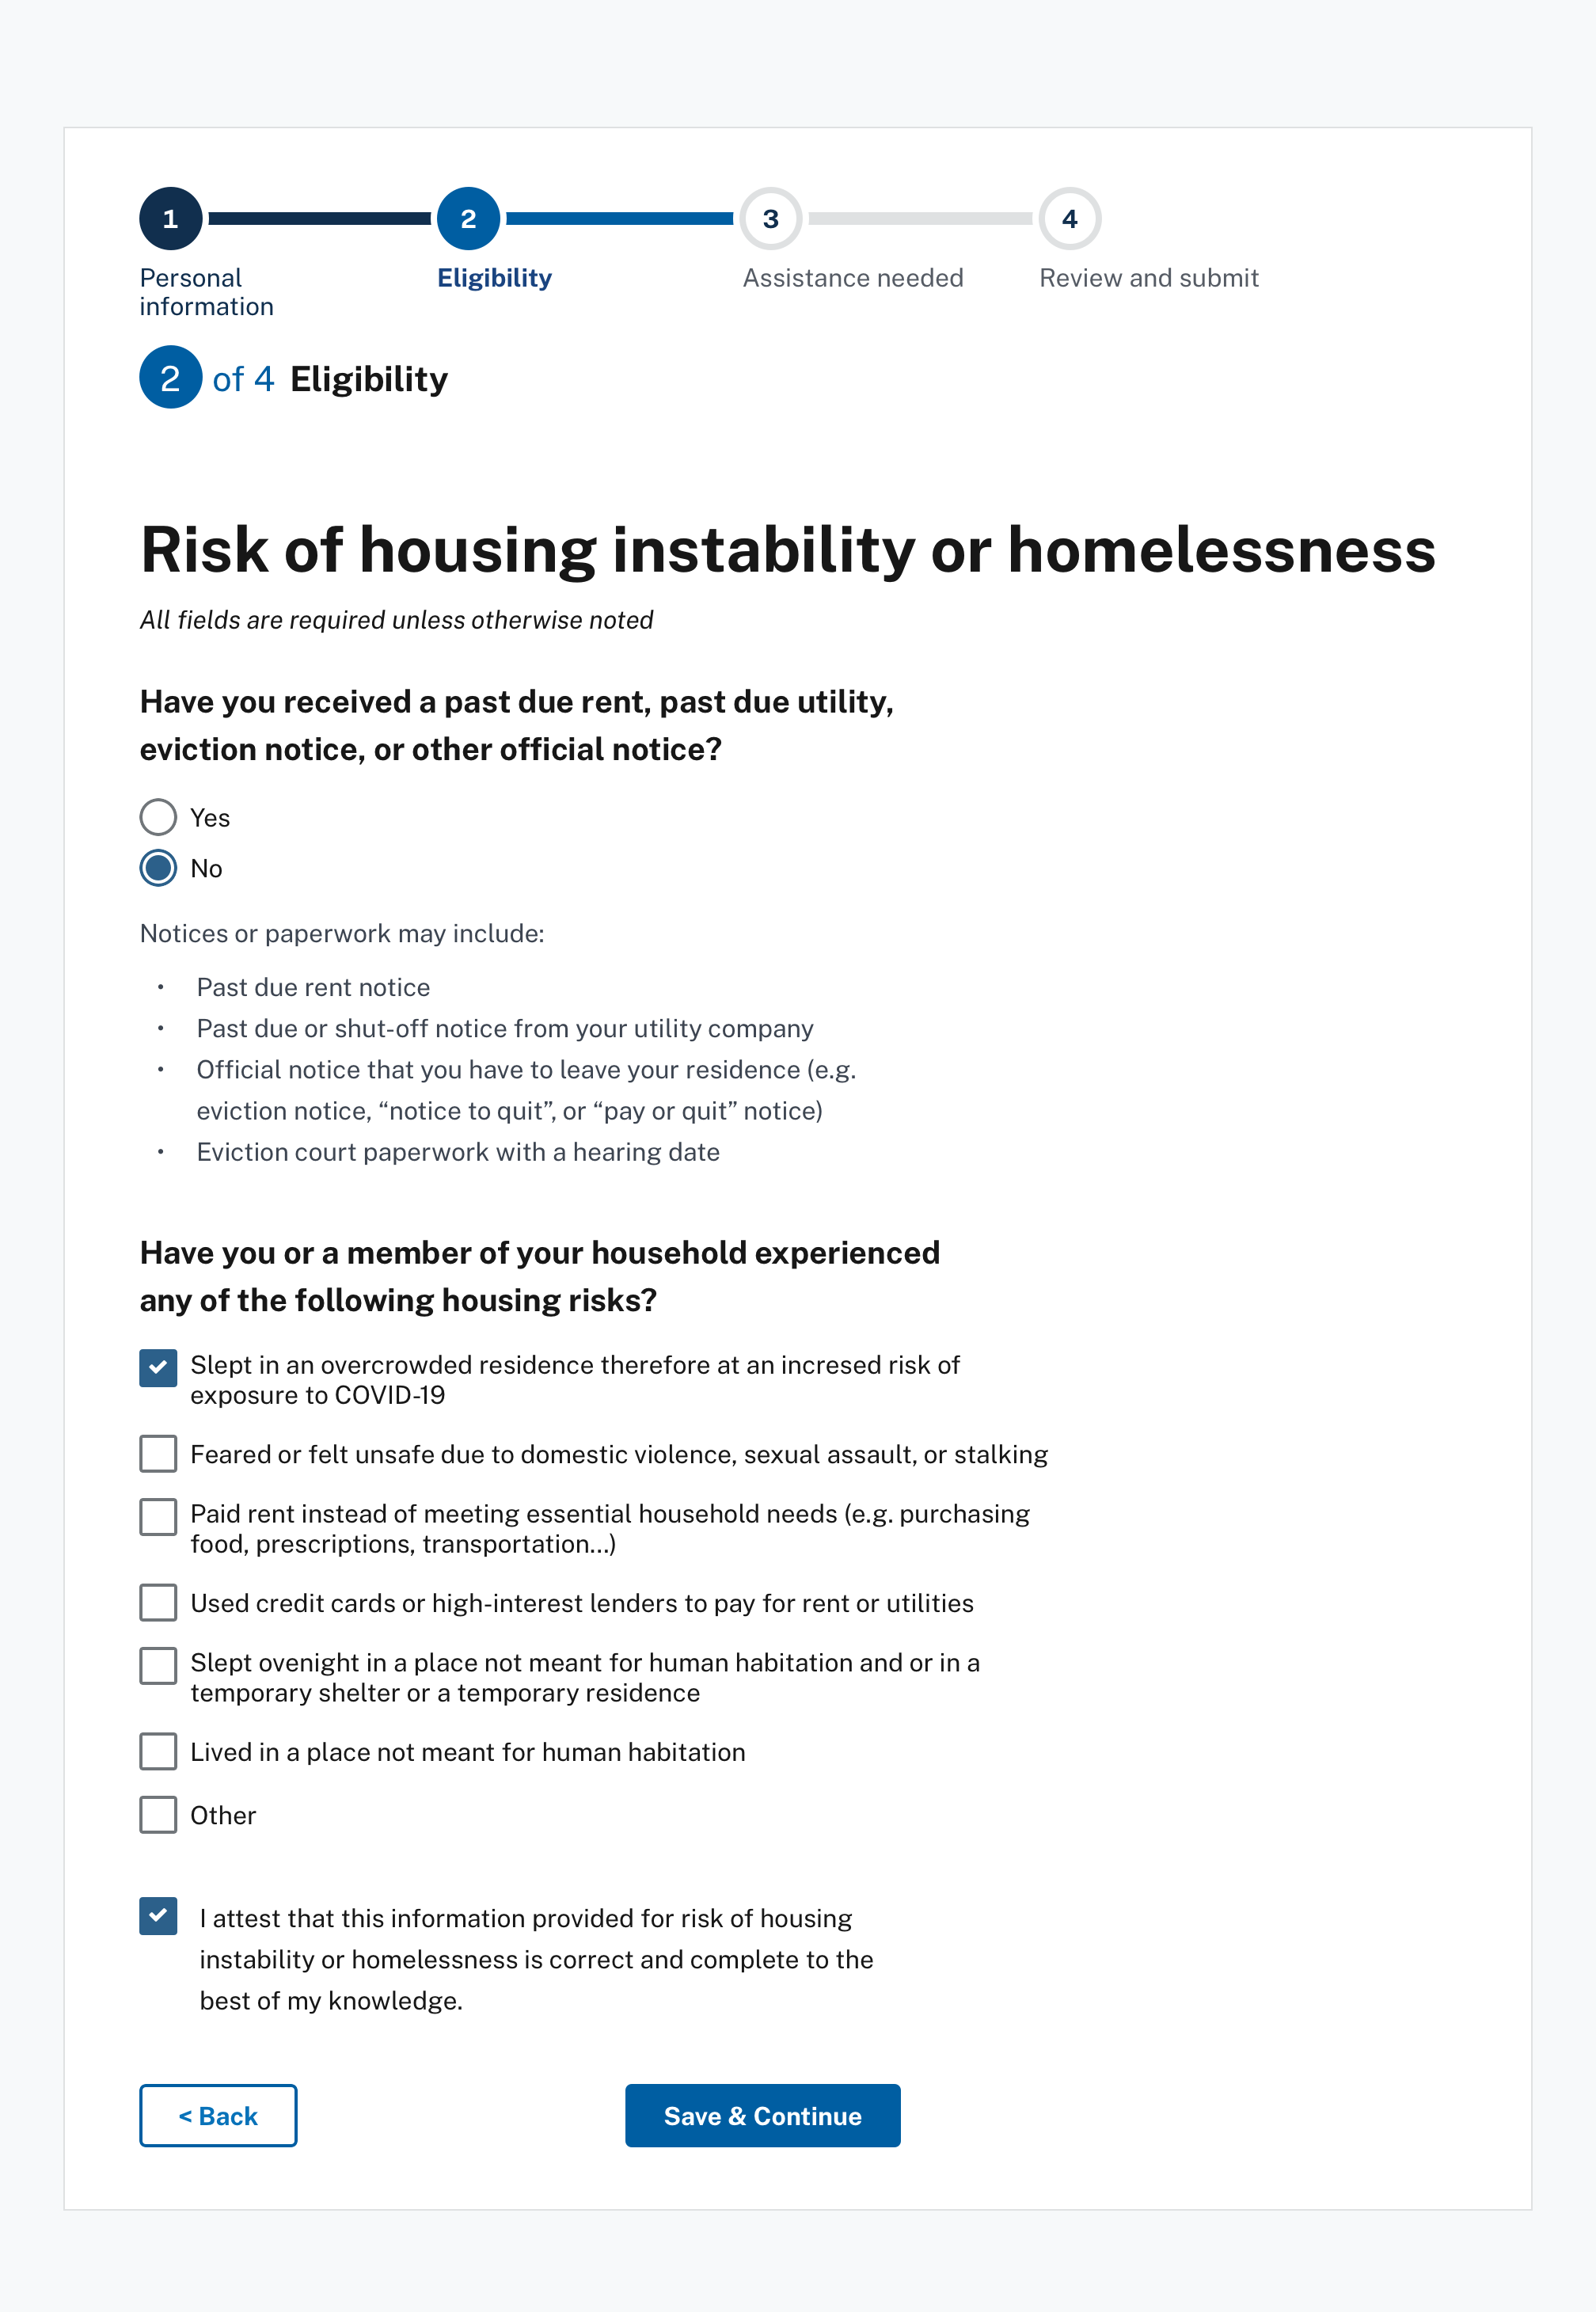 1
2
3
4
Personal
information
Eligibility
Assistance needed
Review and submit
2 of 4 Eligibility
Risk of housing instability or homelessness
All fields are required unless otherwise noted
Have you received a past due rent, past due utility,
eviction notice, or other official notice?
Yes
No
Notices or paperwork may include:
• Past due rent notice
• Past due or shut-off notice from your utility company
• Official notice that you have to leave your residence (e.g.
eviction notice, “notice to quit”, or “pay or quit” notice)
• Eviction court paperwork with a hearing date
Have you or a member of your household experienced
any of the following housing risks?
Slept in an overcrowded residence therefore at an incresed risk of
exposure to COVID-19
Feared or felt unsafe due to domestic violence, sexual assault, or stalking
Paid rent instead of meeting essential household needs (e.g. purchasing
food, prescriptions, transportation...)
Used credit cards or high-interest lenders to pay for rent or utilities
Slept ovenight in a place not meant for human habitation and or in a
temporary shelter or a temporary residence
Lived in a place not meant for human habitation
Other
I attest that this information provided for risk of housing
instability or homelessness is correct and complete to the
best of my knowledge.
< Back
Save & Continue